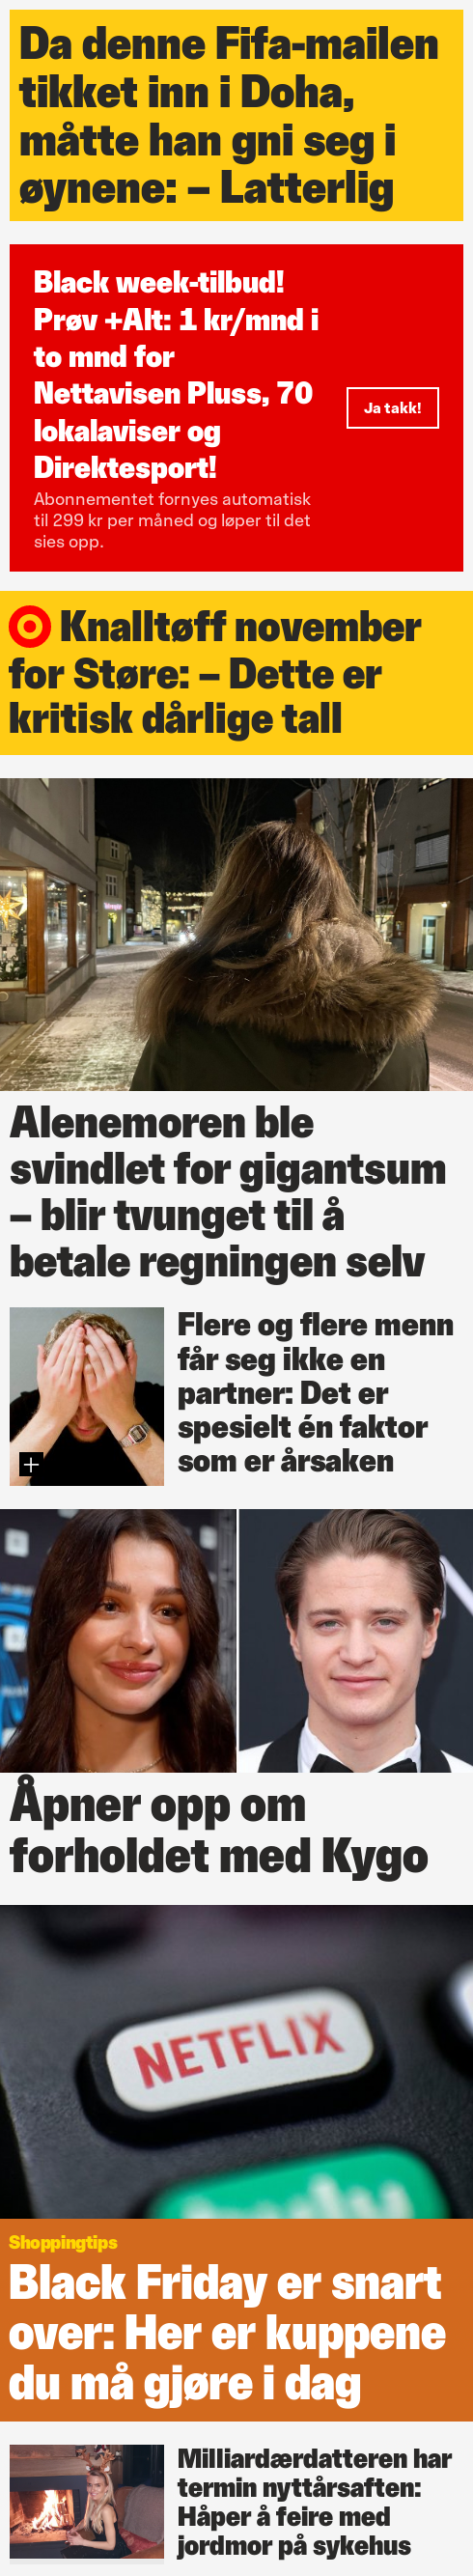 Da denne Fifa-mailen
tikket inn i Doha,
måtte han gni seg i
øynene: – Latterlig
Black week-tilbud!
Prøv +Alt: 1 kr/mnd i
to mnd for
Nettavisen Pluss, 70
lokalaviser og
Direktesport!
Abonnementet fornyes automatisk
til 299 kr per måned og løper til det
sies opp.
Ja takk!
Knalltøff november
for Støre: – Dette er
kritisk dårlige tall
Alenemoren ble
svindlet for gigantsum
– blir tvunget til å
betale regningen selv
Flere og flere menn
får seg ikke en
partner: Det er
spesielt én faktor
som er årsaken
Åpner opp om
forholdet med Kygo
NETFLIX
Shoppingtips
Black Friday er snart
over: Her er kuppene
du må gjøre i dag
Milliardærdatteren har
termin nyttårsaften:
Håper å feire med
jordmor på sykehus